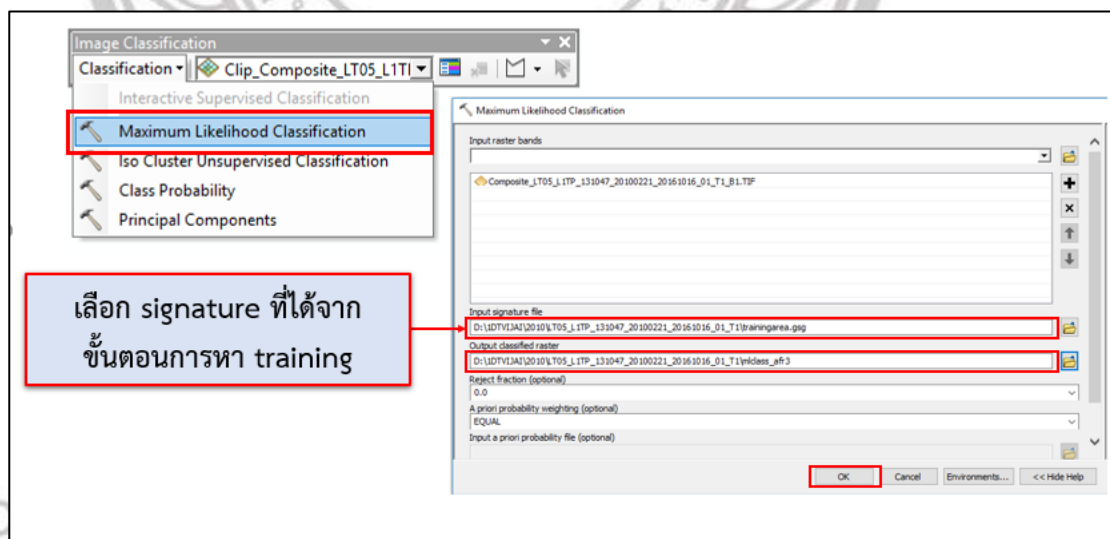 Image Classification
Classification
Clip_Composite_LT05_L1TI
Interactive Supervised Classification
Maximum Likelihood Classification
Iso Cluster Unsupervised Classification
Class Probability
Principal Components
เลือก signature ที่ได้จาก
ขั้นตอนการหา training
Maximum Likelihood Classification
Input raster bands
Composite_LT05_L1TP_131047_20100221_20161016_01_T1_B1.TIF
Input signature file
D:\1DTVIJAI\2010\LT05_L1TP_131047_20100221_20161016_01_T1\trainingarea.gsg
Output classified raster
D:\1DTVIJAI\2010\LT05_L1TP_131047_20100221_20161016_01_T1\mlclass_afr3
Reject fraction (optional)
0.0
A priori probability weighting (optional)
EQUAL
Input a priori probability file (optional)
OK
Cancel
Environments...
<< Hide Help